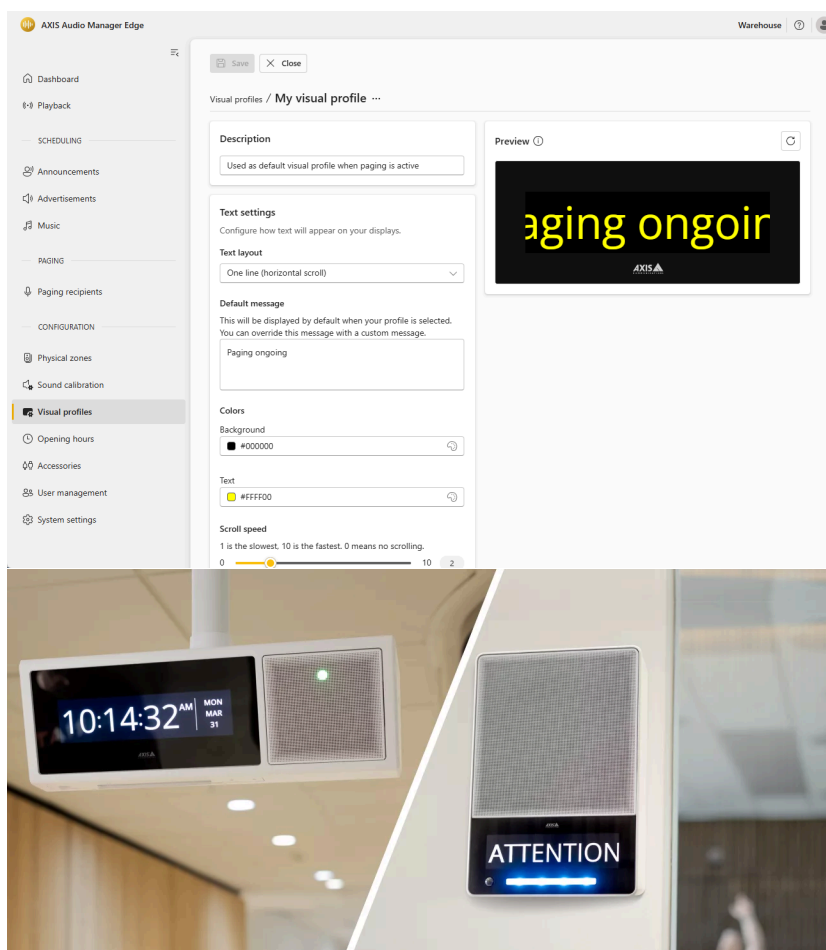 AXIS Audio Manager Edge
Warehouse
Dashboard
Playback
SCHEDULING
Announcements
Advertisements
Music
PAGING
Paging recipients
CONFIGURATION
Physical zones
Sound calibration
Visual profiles
Opening hours
Accessories
User management
System settings
Save
Close
Visual profiles / My visual profile ...
Description
Used as default visual profile when paging is active
Text settings
Configure how text will appear on your displays.
Text layout
One line (horizontal scroll)
Default message
This will be displayed by default when your profile is selected.
You can override this message with a custom message.
Paging ongoing
Colors
Background
#000000
Text
#FFFF00
Scroll speed
1 is the slowest, 10 is the fastest. 0 means no scrolling.
0 10 2
Preview
aging ongoin
AXIS
10:14:32 AM
MON
MAR
31
AXIS
AXIS
ATTENTION